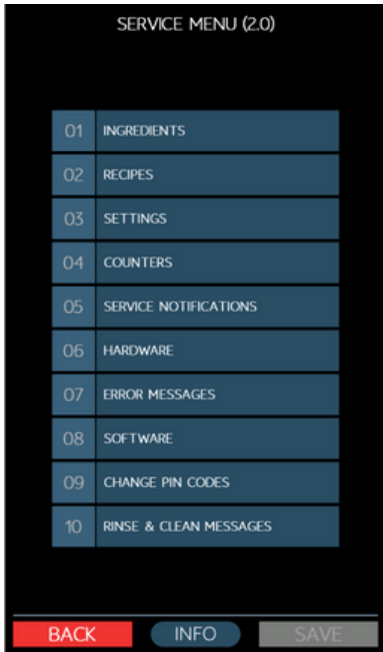 SERVICE MENU (2.0)
01 INGREDIENTS
02 RECIPES
03 SETTINGS
04 COUNTERS
05 SERVICE NOTIFICATIONS
06 HARDWARE
07 ERROR MESSAGES
08 SOFTWARE
09 CHANGE PIN CODES
10 RINSE & CLEAN MESSAGES
BACK INFO SAVE